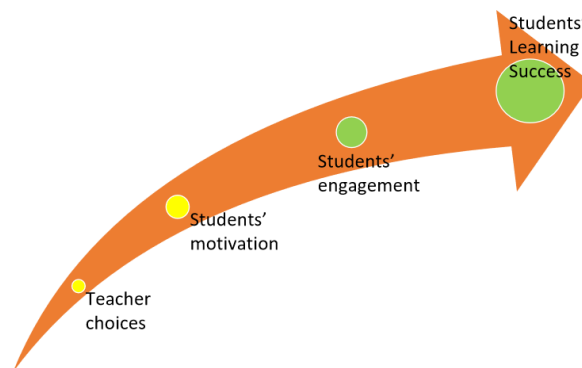 Students
Learning
Success
Students’
engagement
Students’
motivation
Teacher
choices